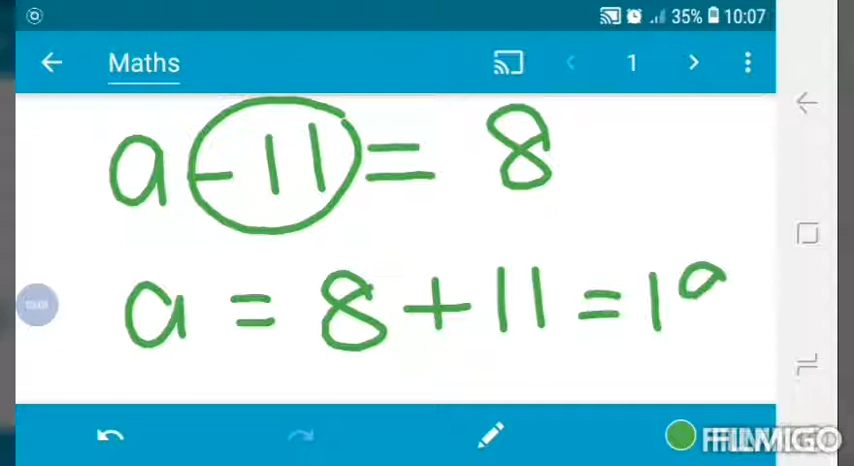 35% 10:07
Maths 1
a - 11 = 8
a = 8 + 11 = 1
FILMIGO